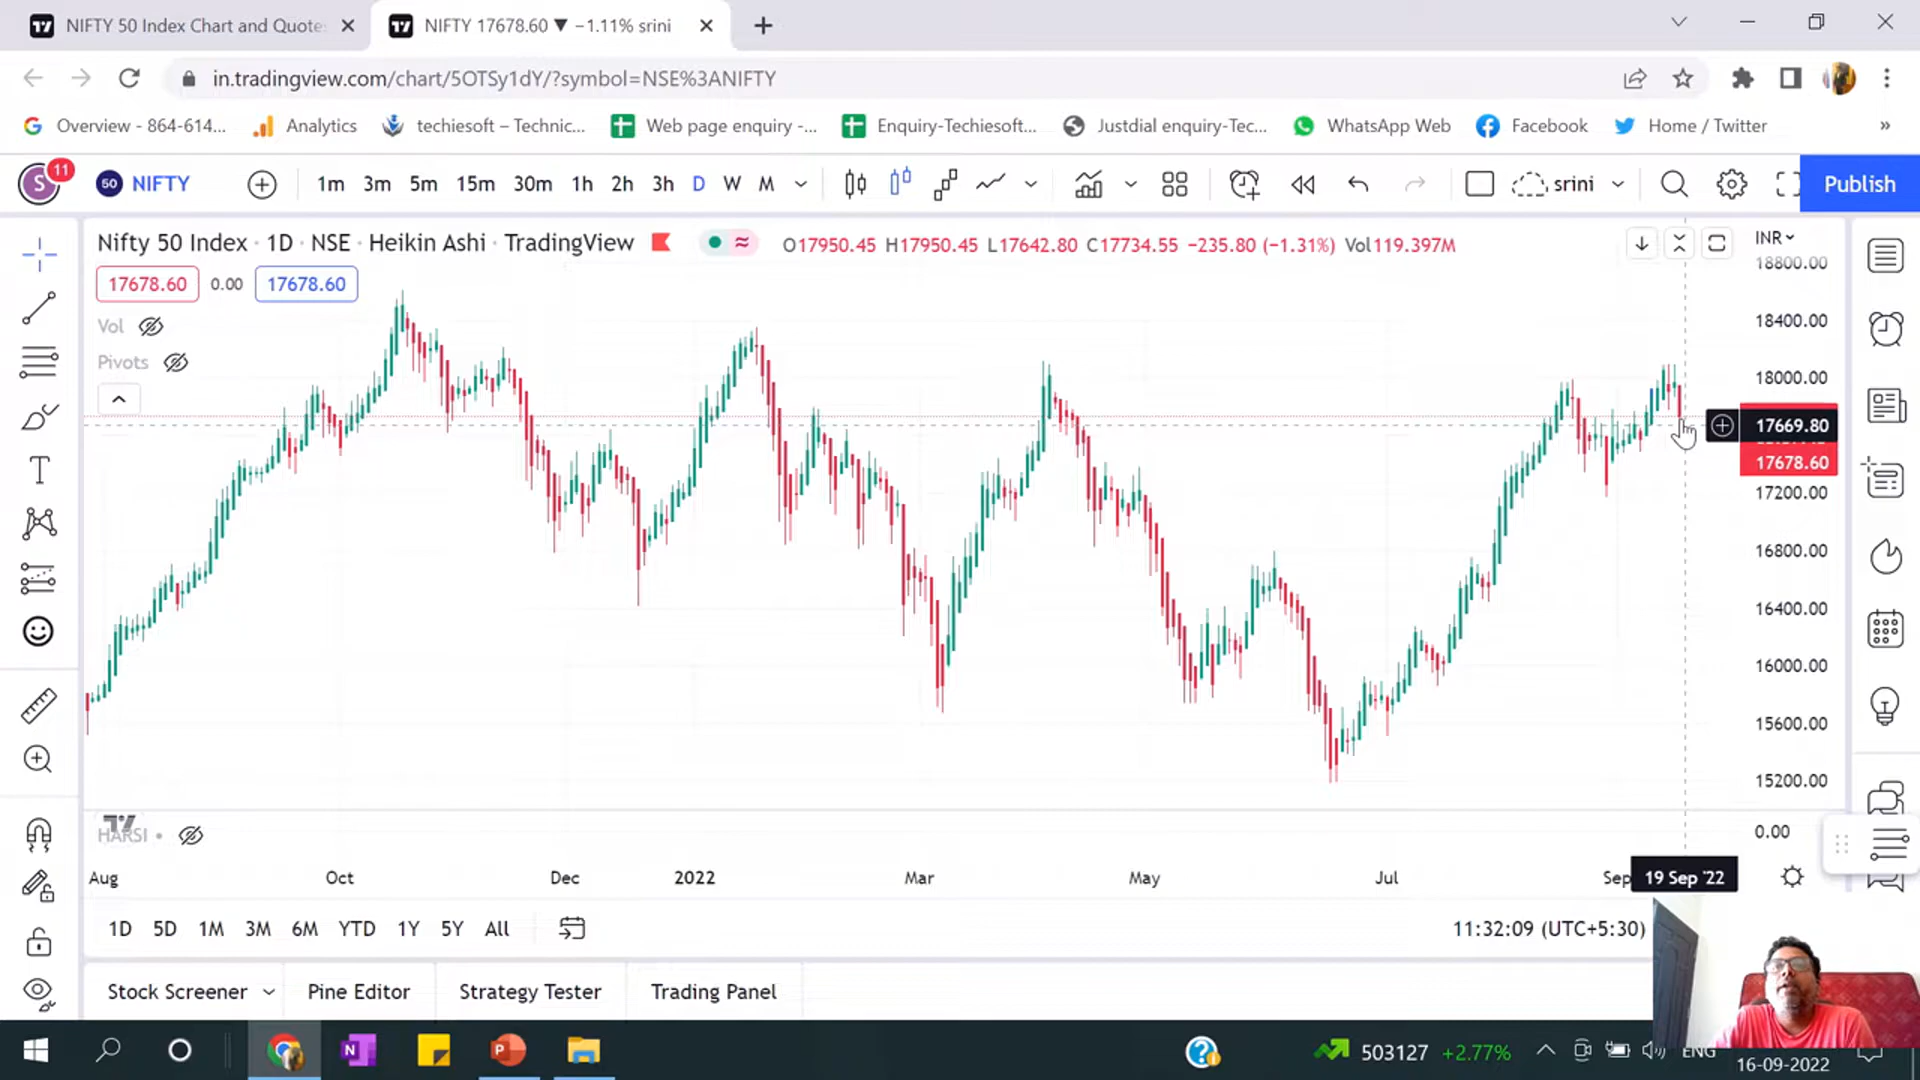 NIFTY 50 Index Chart and Quotes
NIFTY 17678.60 ▼ −1.11% srini
in.tradingview.com/chart/5OTSy1dY/?symbol=NSE%3ANIFTY
Overview - 864-614...
Analytics
techiesoft – Technic...
Web page enquiry -...
Enquiry-Techiesoft...
Justdial enquiry-Tec...
WhatsApp Web
Facebook
Home / Twitter
»
S 11
50 NIFTY
1m 3m 5m 15m 30m 1h 2h 3h D W M
srini
Publish
Nifty 50 Index · 1D · NSE · Heikin Ashi · TradingView
O17950.45 H17950.45 L17642.80 C17734.55 −235.80 (−1.31%) Vol119.397M
INR
17678.60 0.00 17678.60
Vol
Pivots
18800.00
18400.00
18000.00
17669.80
17678.60
17200.00
16800.00
16400.00
16000.00
15600.00
15200.00
HARSI
0.00
Aug Oct Dec 2022 Mar May Jul Sep 19 Sep '22
1D 5D 1M 3M 6M YTD 1Y 5Y All
11:32:09 (UTC+5:30)
Stock Screener Pine Editor Strategy Tester Trading Panel
503127 +2.77%
ENG
16-09-2022